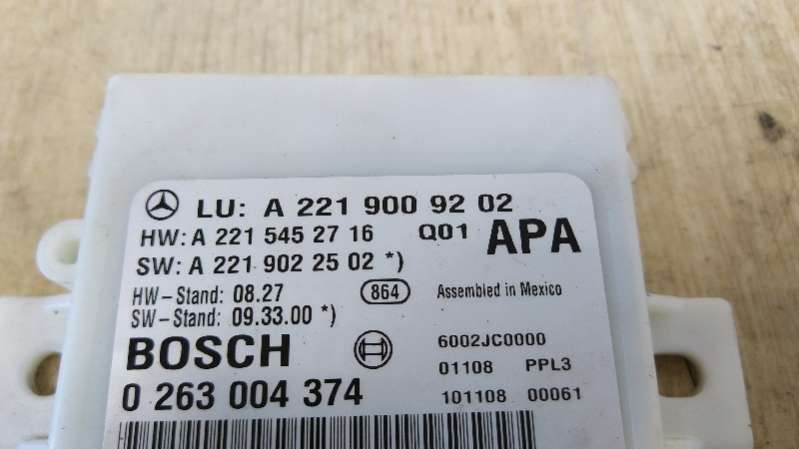 LU: A 221 900 92 02
HW: A 221 545 27 16 Q01 APA
SW: A 221 902 25 02 *)
HW-Stand: 08.27 864 Assembled in Mexico
SW-Stand: 09.33.00 *)
BOSCH 6002JC0000
01108 PPL3
0 263 004 374 101108 00061